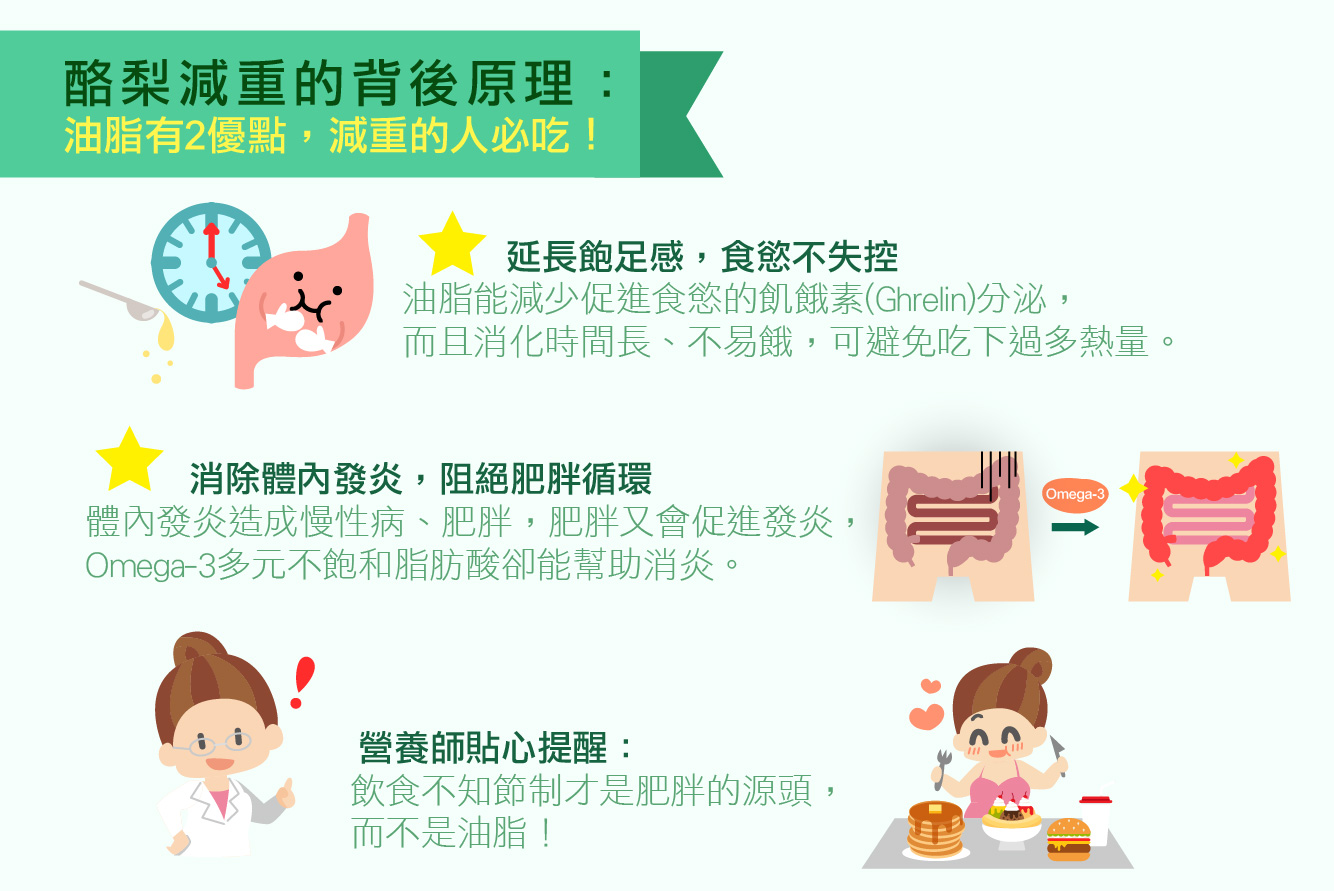 酪梨減重的背後原理：
油脂有2優點，減重的人必吃！
延長飽足感，食慾不失控
油脂能減少促進食慾的飢餓素(Ghrelin)分泌，
而且消化時間長、不易餓，可避免吃下過多熱量。
消除體內發炎，阻絕肥胖循環
體內發炎造成慢性病、肥胖，肥胖又會促進發炎，
Omega-3多元不飽和脂肪酸卻能幫助消炎。
Omega-3
營養師貼心提醒：
飲食不知節制才是肥胖的源頭，
而不是油脂！